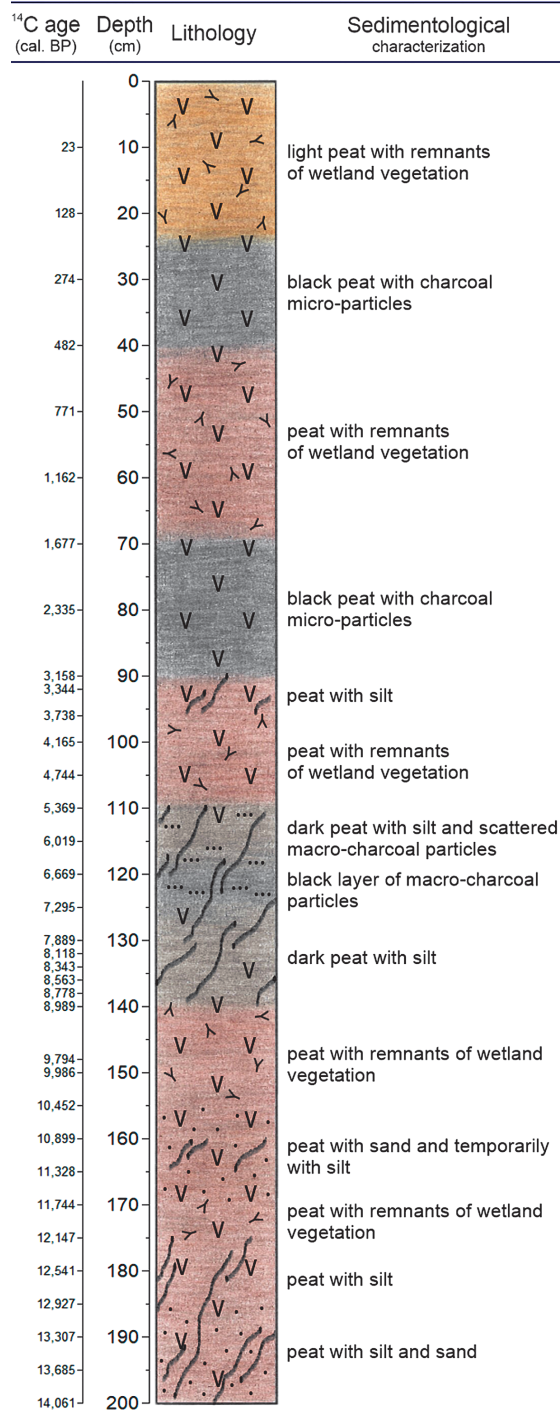 14C age Depth Lithology Sedimentological
(cal. BP) (cm) characterization
0
23 10 light peat with remnants
of wetland vegetation
128 20
274 30 black peat with charcoal
micro-particles
482 40
771 50
peat with remnants
of wetland vegetation
1,162 60
1,677 70
black peat with charcoal
2,335 80 micro-particles
3,158 90
3,344 peat with silt
3,738
4,165 100 peat with remnants
4,744 of wetland vegetation
5,369 110
dark peat with silt and scattered
6,019 macro-charcoal particles
6,669 120 black layer of macro-charcoal
particles
7,295
7,889 130
8,118 dark peat with silt
8,343
8,563
8,778
8,989 140
9,794 peat with remnants of wetland
9,986 150 vegetation
10,452
10,899 160 peat with sand and temporarily
with silt
11,328
11,744 170 peat with remnants of wetland
12,147 vegetation
12,541 180 peat with silt
12,927
13,307 190
peat with silt and sand
13,685
14,061 200